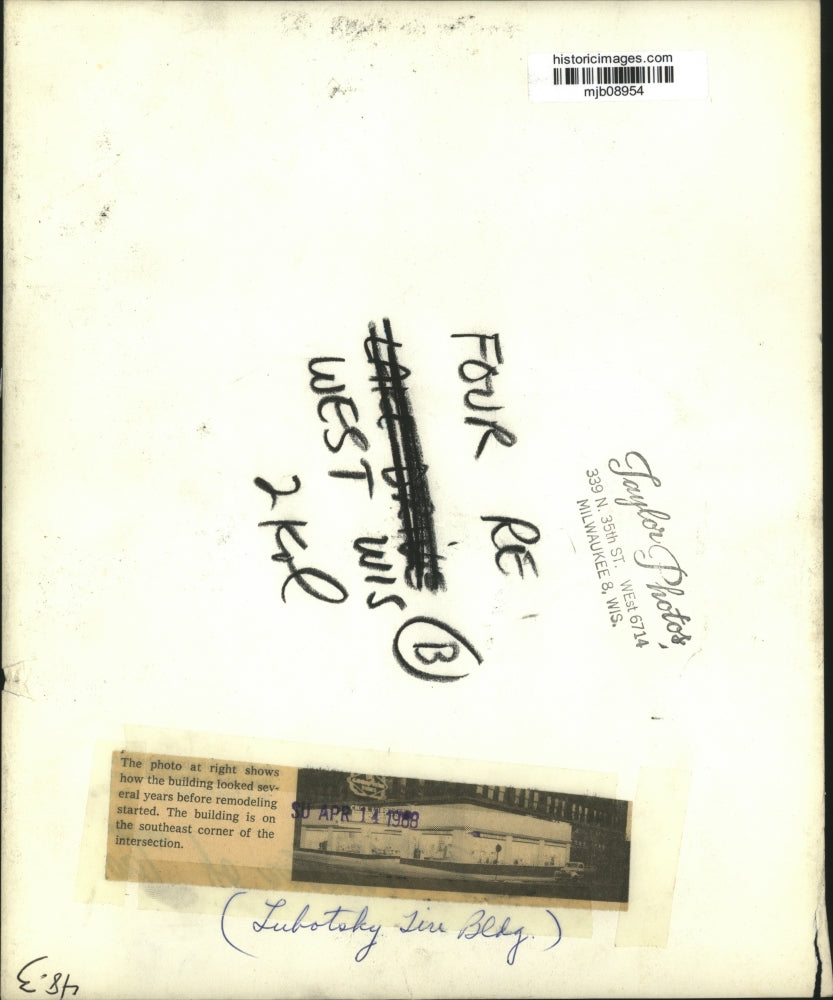 historicimages.com
mjb08954
FOUR RE
WEST WIS
2 Kol
B
Taylor Photos,
339 N. 35th ST. WEst 6714
MILWAUKEE 8, WIS.
The photo at right shows
how the building looked sev-
eral years before remodeling
started. The building is on
the southeast corner of the
intersection.
SU APR 14 1968
(Lubotsky Tire Bldg.)
48.3